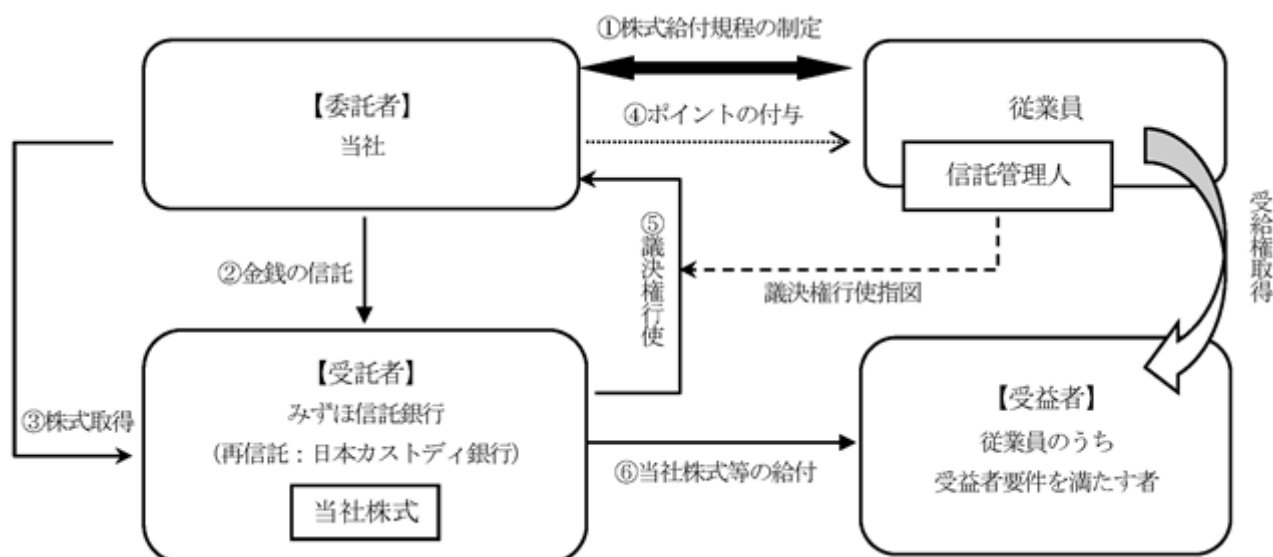 ①株式給付規程の制定
【委託者】
当社
④ポイントの付与
従業員
信託管理人
②金銭の信託
⑤議決権行使
議決権行使指図
受給権取得
③株式取得
【受託者】
みずほ信託銀行
(再信託：日本カストディ銀行)
当社株式
⑥当社株式等の給付
【受益者】
従業員のうち
受益者要件を満たす者